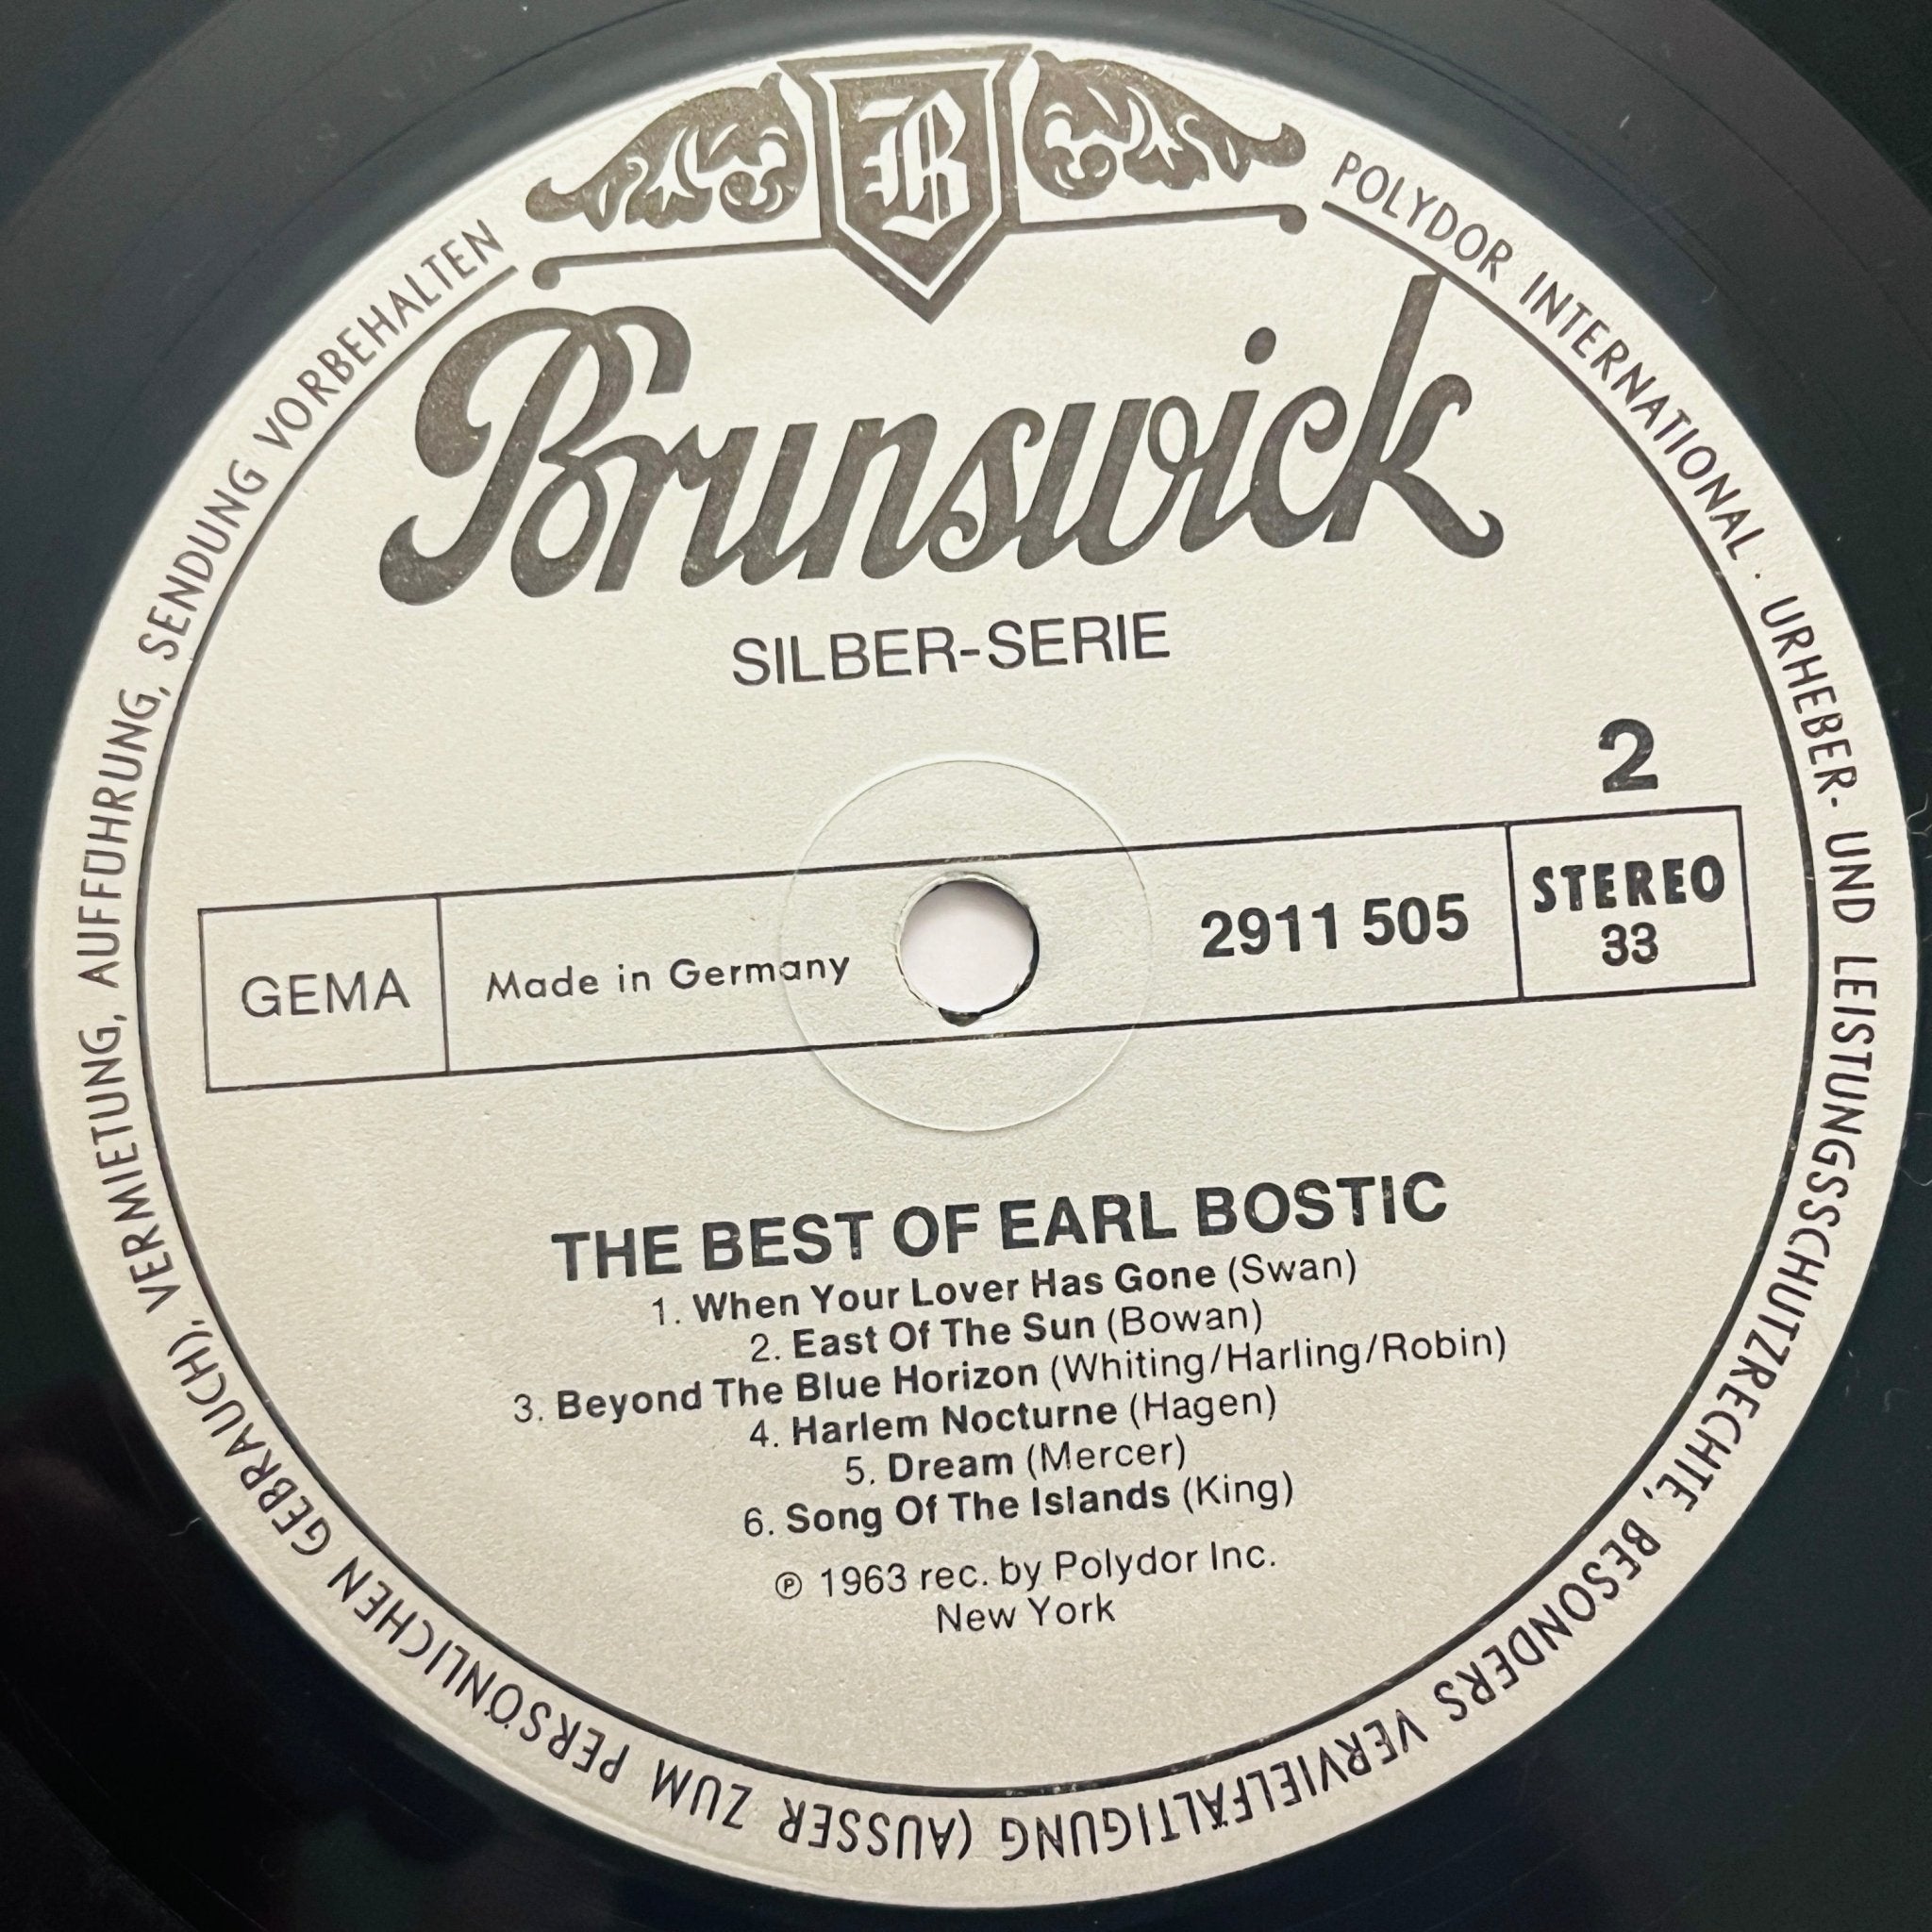 B
POLYDOR INTERNATIONAL · URHEBER- UND LEISTUNGSSCHUTZRECHTE, BESONDERS VERVIELFÄLTIGUNG (AUSSER ZUM PERSÖNLICHEN GEBRAUCH), VERMIETUNG, AUFFÜHRUNG, SENDUNG VORBEHALTEN
Brunswick
SILBER-SERIE
2
GEMA
Made in Germany
2911 505
STEREO
33
THE BEST OF EARL BOSTIC
1. When Your Lover Has Gone (Swan)
2. East Of The Sun (Bowan)
3. Beyond The Blue Horizon (Whiting/Harling/Robin)
4. Harlem Nocturne (Hagen)
5. Dream (Mercer)
6. Song Of The Islands (King)
℗ 1963 rec. by Polydor Inc.
New York